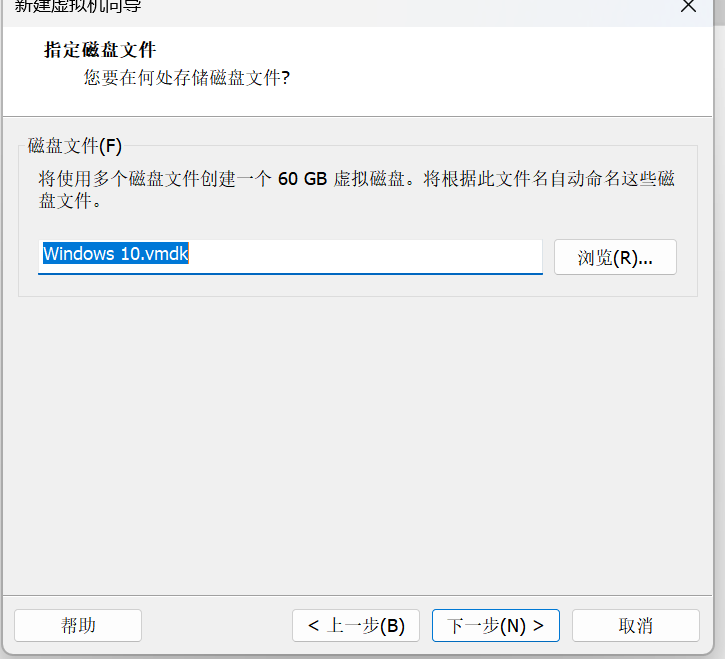 新建虚拟机向导
指定磁盘文件
您要在何处存储磁盘文件?
磁盘文件(F)
将使用多个磁盘文件创建一个 60 GB 虚拟磁盘。将根据此文件名自动命名这些磁
盘文件。
Windows 10.vmdk
浏览(R)...
帮助
< 上一步(B)
下一步(N) >
取消